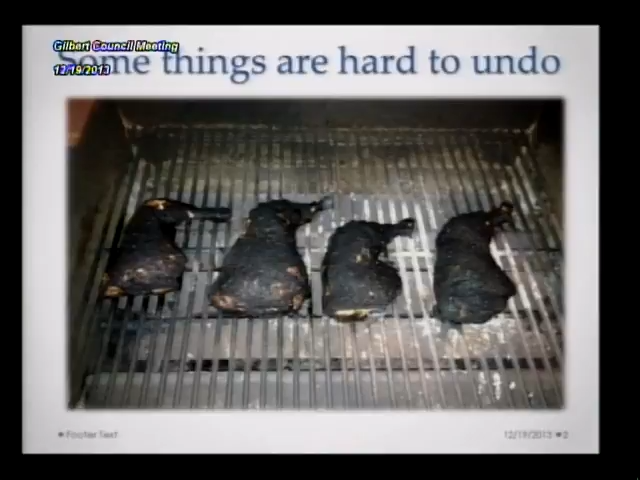 Gilbert Council Meeting
Some things are hard to undo
12/19/2013
Footer Text
12/19/2013 2